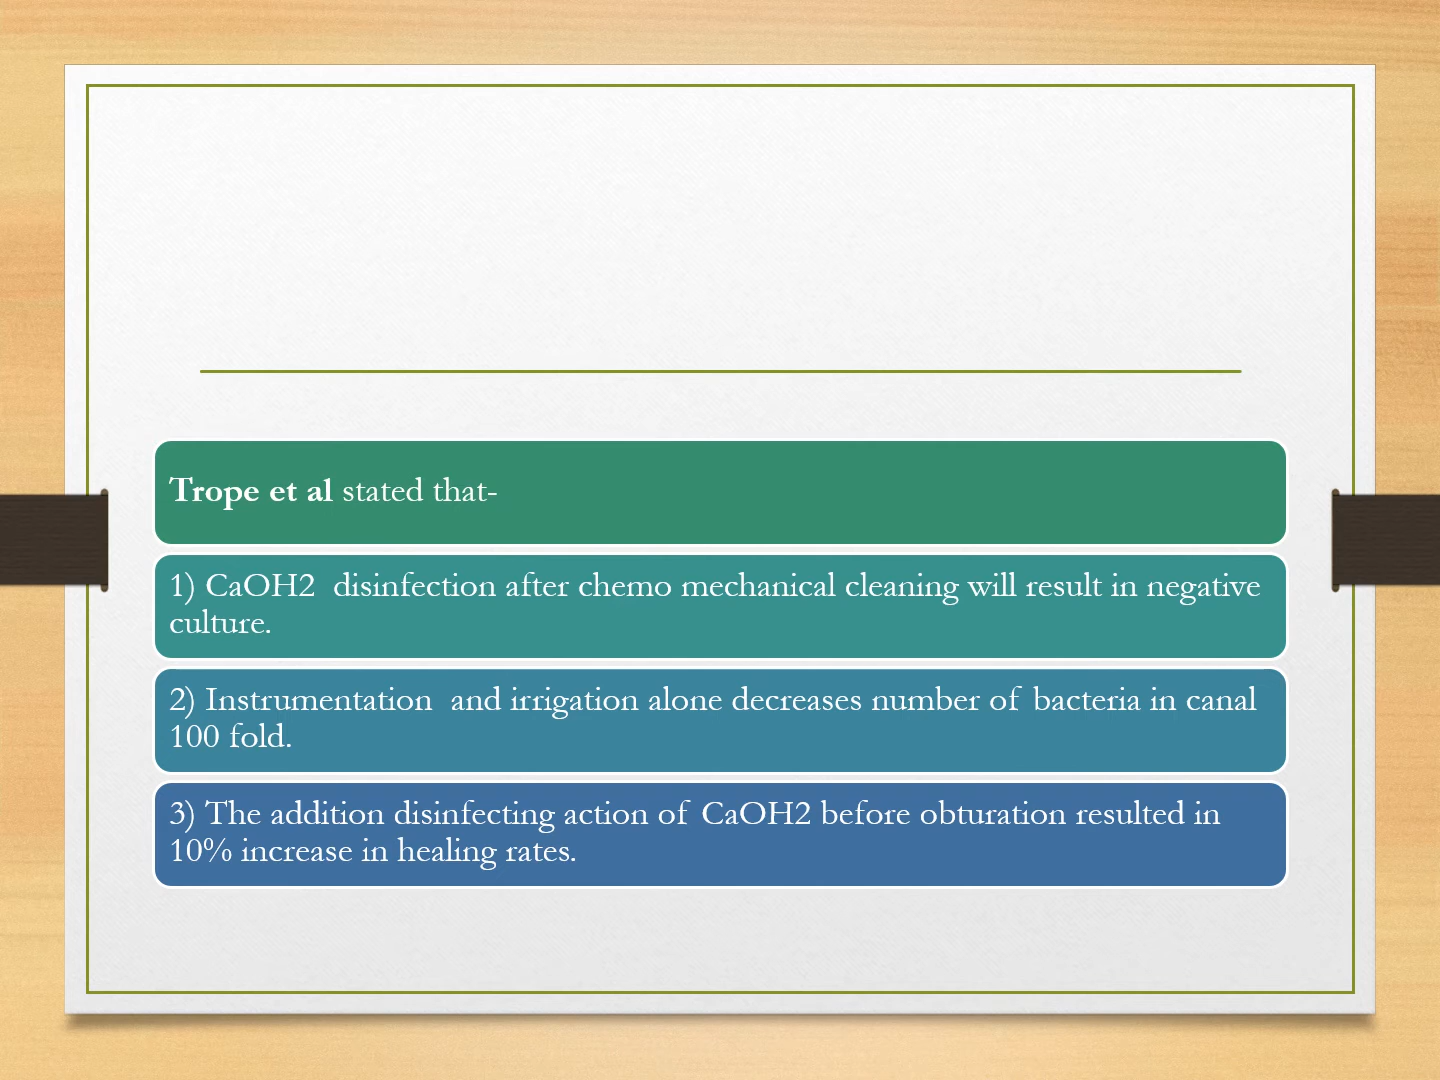 Trope et al stated that-
1) CaOH2  disinfection after chemo mechanical cleaning will result in negative
culture.
2) Instrumentation  and irrigation alone decreases number of bacteria in canal
100 fold.
3) The addition disinfecting action of CaOH2 before obturation resulted in
10% increase in healing rates.